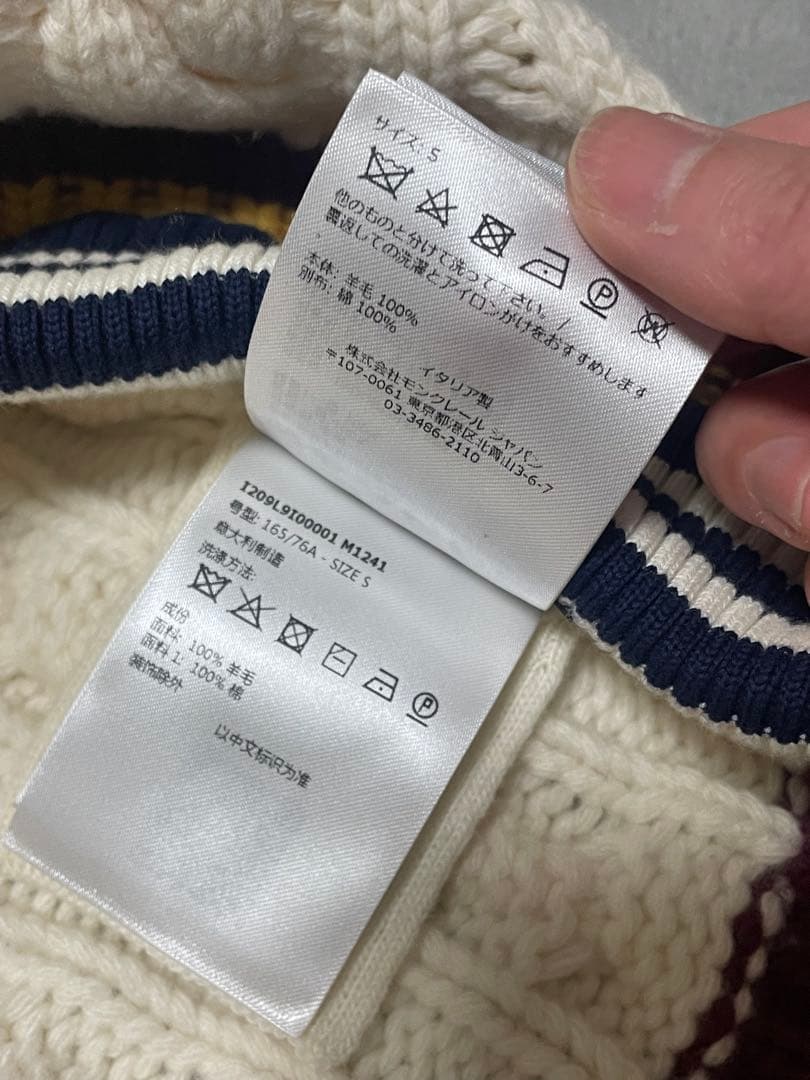 サイズ: S
他のものと分けて洗って下さい。/
裏返しての洗濯とアイロンがけをおすすめします
本体: 羊毛 100%
別布: 綿 100%
イタリア製
株式会社モンクレール ジャパン
〒107-0061 東京都港区北青山3-6-7
03-3486-2110
I209L9I00001 M1241
号型: 165/76A - SIZE S
意大利制造
洗涤方法:
P
W
成份
面料: 100% 羊毛
面料 1: 100% 棉
装饰除外
P
以中文标识为准